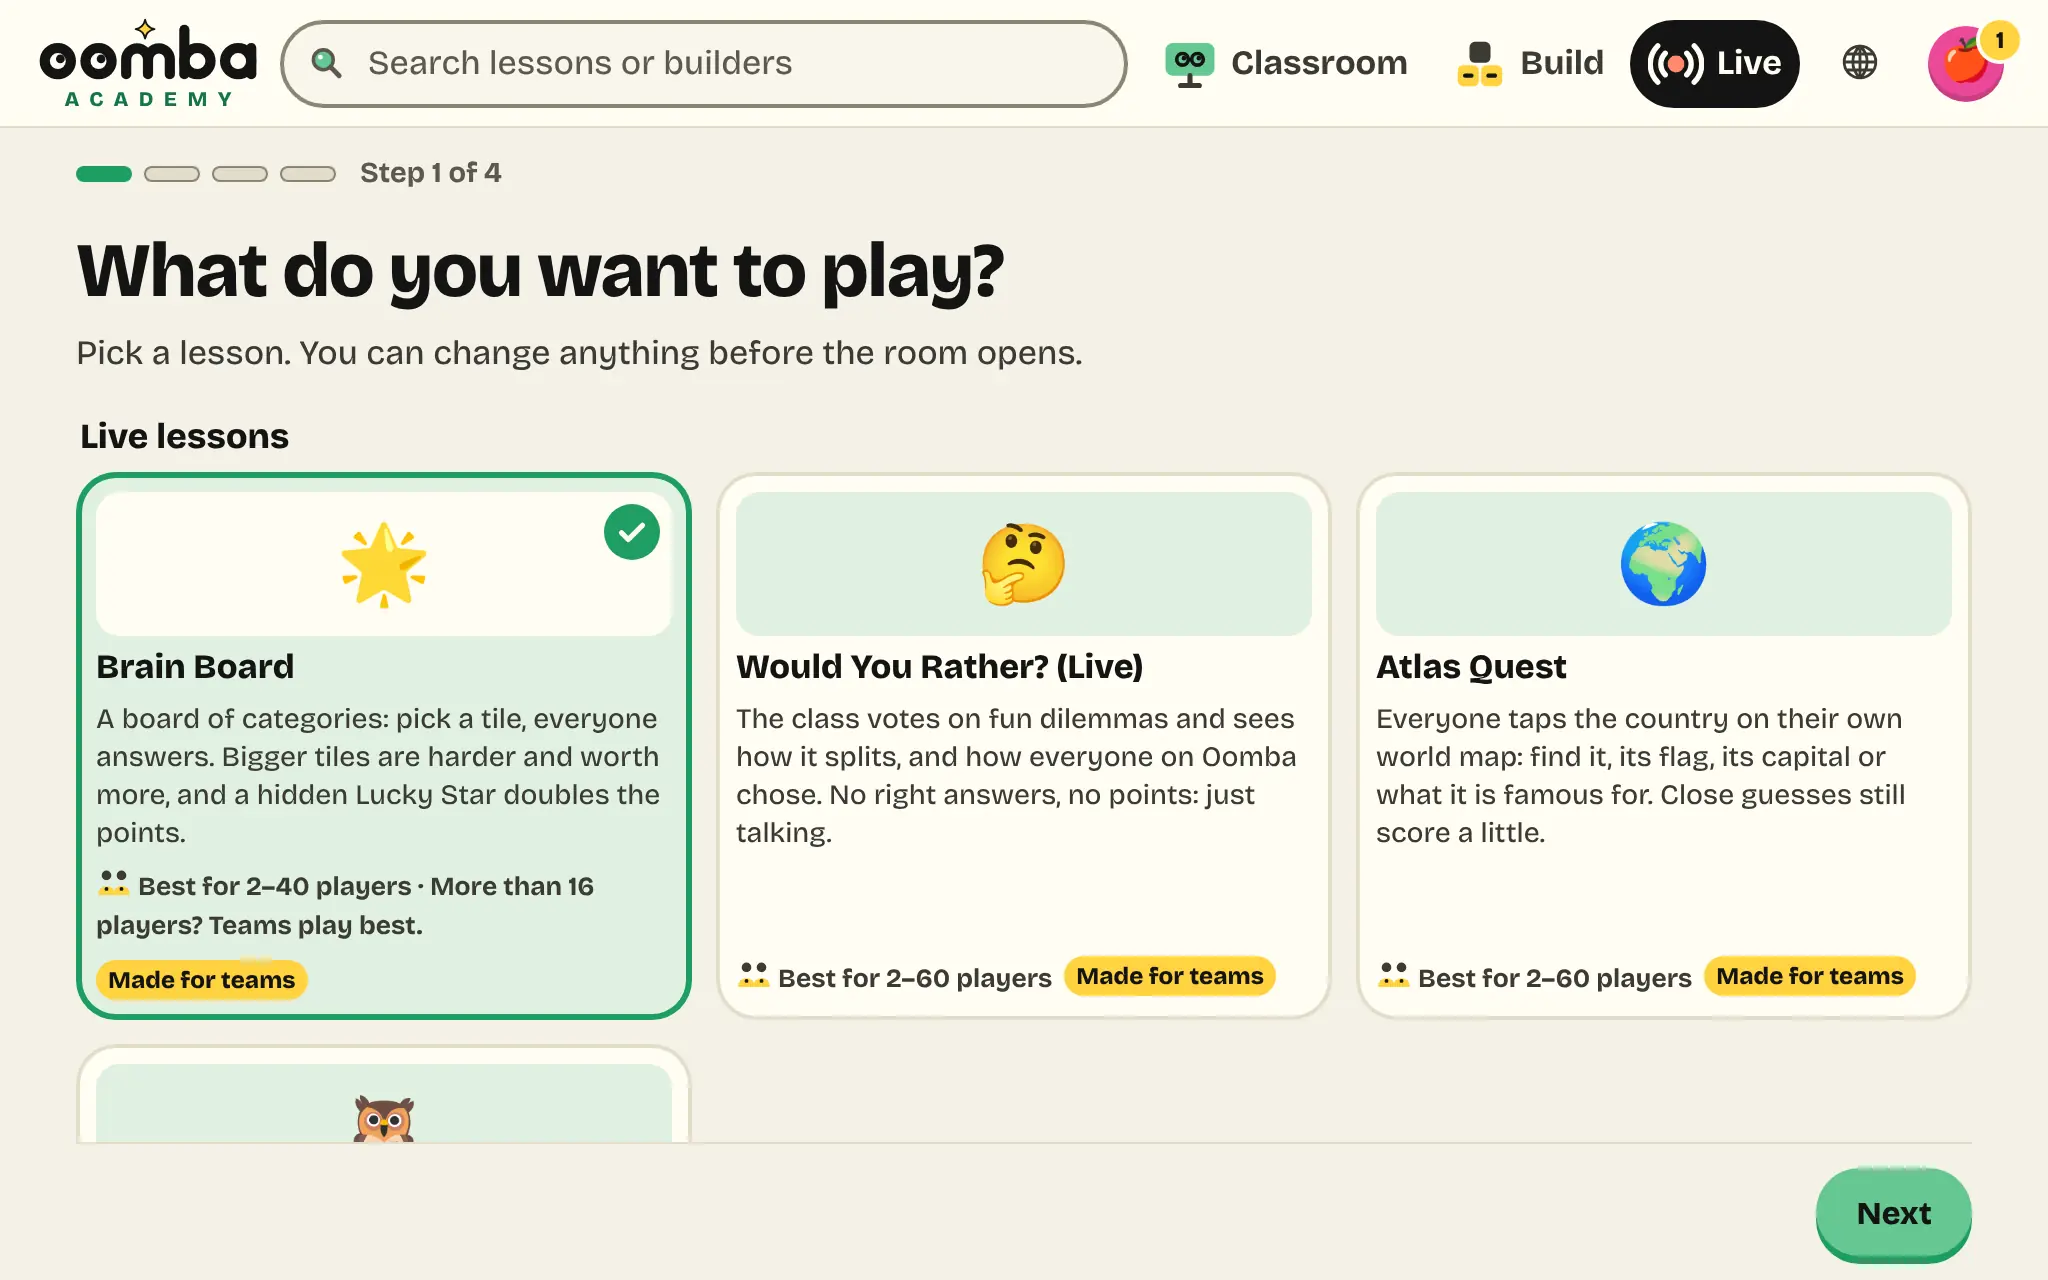 oomba
ACADEMY
Search lessons or builders
Classroom
Build
Live
1
Step 1 of 4
What do you want to play?
Pick a lesson. You can change anything before the room opens.
Live lessons
Brain Board
A board of categories: pick a tile, everyone
answers. Bigger tiles are harder and worth
more, and a hidden Lucky Star doubles the
points.
Best for 2–40 players · More than 16
players? Teams play best.
Made for teams
Would You Rather? (Live)
The class votes on fun dilemmas and sees
how it splits, and how everyone on Oomba
chose. No right answers, no points: just
talking.
Best for 2–60 players
Made for teams
Atlas Quest
Everyone taps the country on their own
world map: find it, its flag, its capital or
what it is famous for. Close guesses still
score a little.
Best for 2–60 players
Made for teams
Next